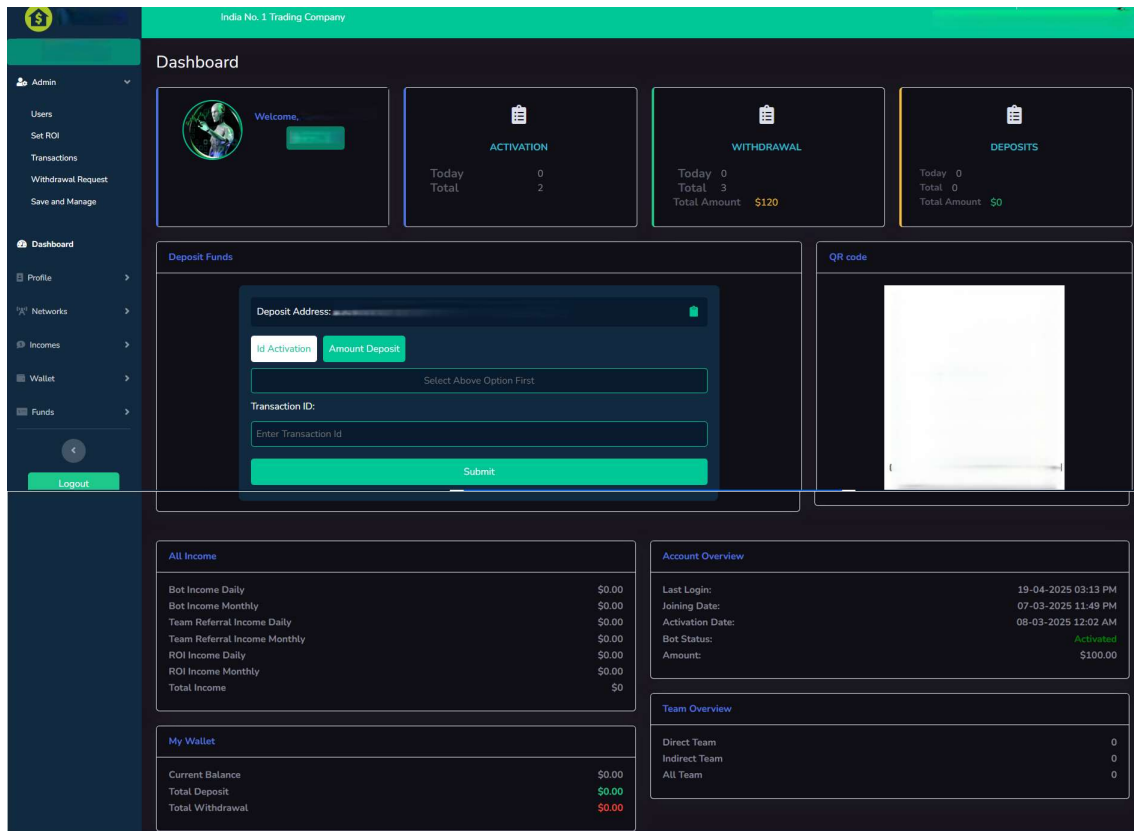 India No. 1 Trading Company
Admin
Users
Set ROI
Transactions
Withdrawal Request
Save and Manage
Dashboard
Profile
Networks
Incomes
Wallet
Funds
Logout
Dashboard
Welcome,
ACTIVATION
Today 0
Total 2
WITHDRAWAL
Today 0
Total 3
Total Amount $120
DEPOSITS
Today 0
Total 0
Total Amount $0
Deposit Funds
Deposit Address:
Id Activation Amount Deposit
Select Above Option First
Transaction ID:
Enter Transaction Id
Submit
QR code
All Income
Bot Income Daily $0.00
Bot Income Monthly $0.00
Team Referral Income Daily $0.00
Team Referral Income Monthly $0.00
ROI Income Daily $0.00
ROI Income Monthly $0.00
Total Income $0
Account Overview
Last Login: 19-04-2025 03:13 PM
Joining Date: 07-03-2025 11:49 PM
Activation Date: 08-03-2025 12:02 AM
Bot Status: Activated
Amount: $100.00
My Wallet
Current Balance $0.00
Total Deposit $0.00
Total Withdrawal $0.00
Team Overview
Direct Team 0
Indirect Team 0
All Team 0